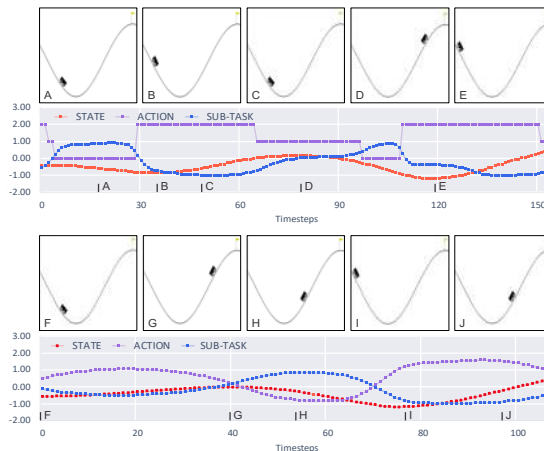 A B C D E
3.00
STATE ACTION SUB-TASK
2.00
1.00
0.00
-1.00
-2.00
A B C D E
0 30 60 90 120 150
Timesteps
F G H I J
3.00
STATE ACTION SUB-TASK
2.00
1.00
0.00
-1.00
-2.00
F G H I J
0 20 40 60 80 100
Timesteps